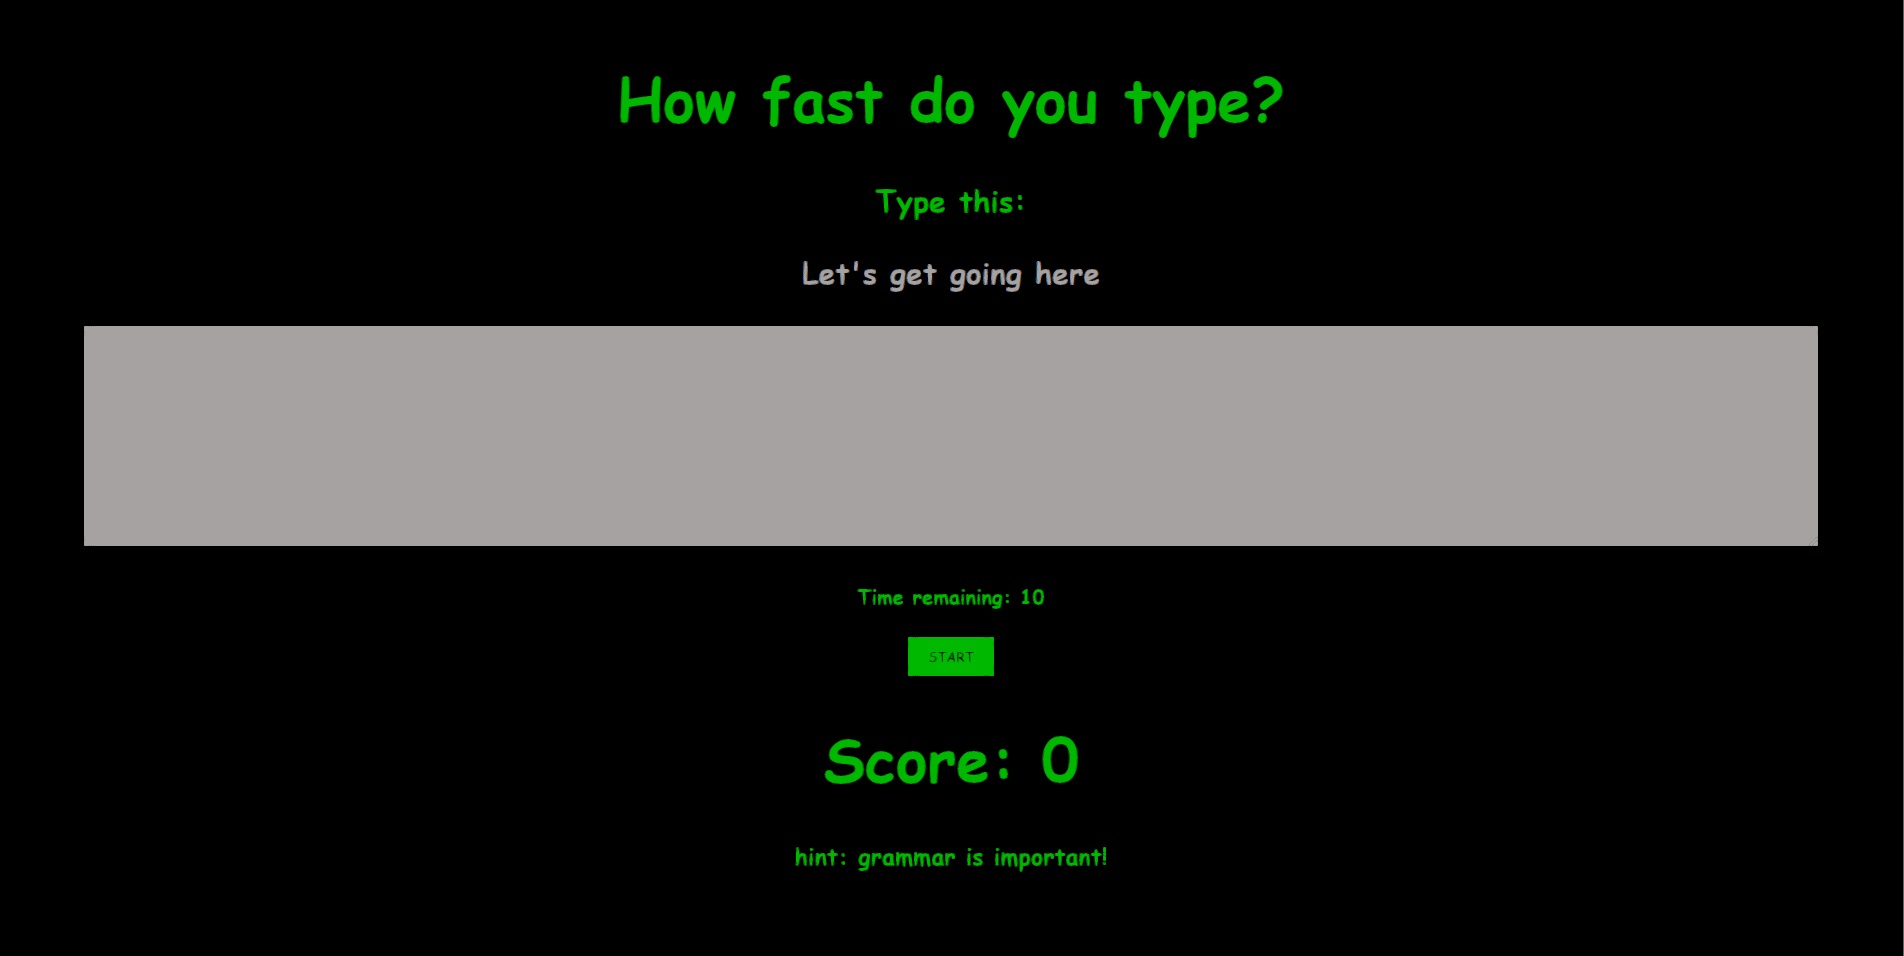 How fast do you type?
Type this:
Let's get going here
Time remaining: 10
START
Score: 0
hint: grammar is important!